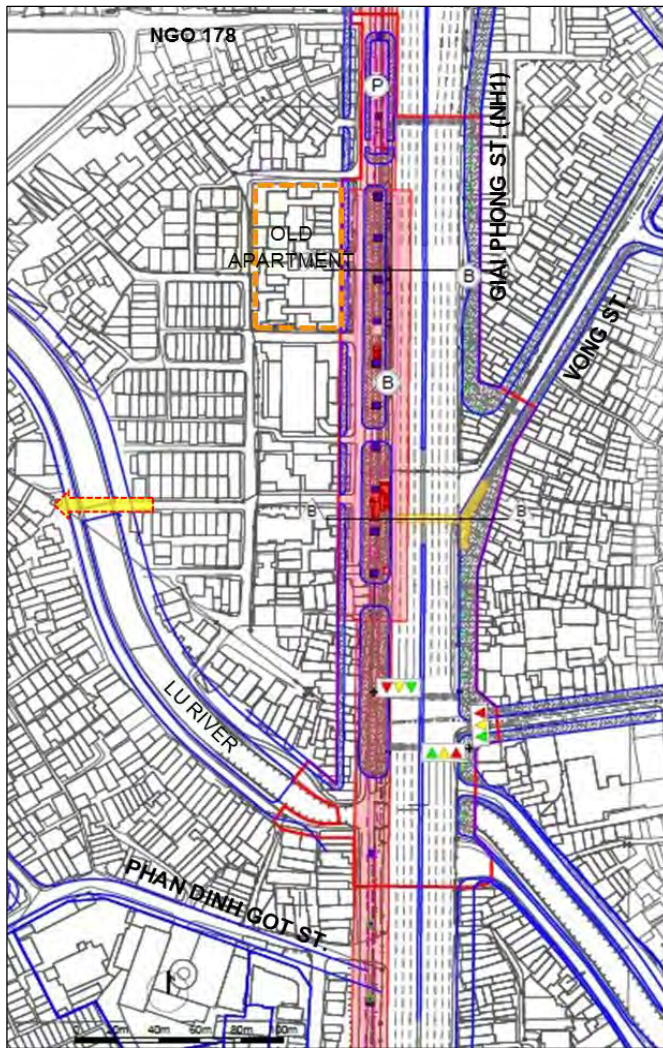 NGO 178
P
GIAI PHONG ST. (NH1)
OLD
APARTMENT
B
VONG ST.
B
B
B
LU RIVER
PHAN DINH GOT ST.
0 20m 40m 60m 80m 100m